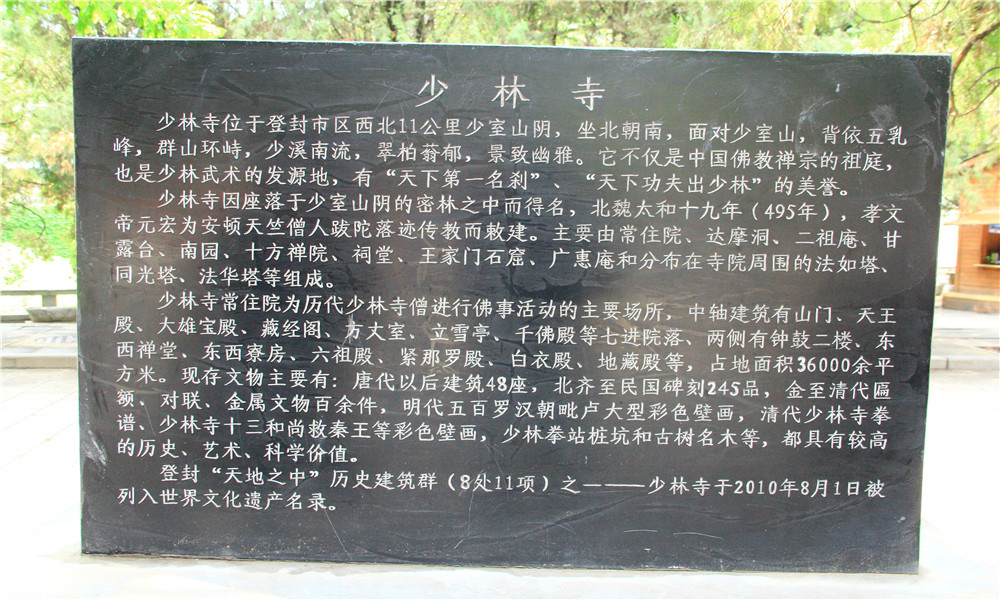 少林寺
少林寺位于登封市区西北11公里少室山阴，坐北朝南，面对少室山，背依五乳
峰，群山环峙，少溪南流，翠柏蓊郁，景致幽雅。它不仅是中国佛教禅宗的祖庭，
也是少林武术的发源地，有“天下第一名刹”、“天下功夫出少林”的美誉。
少林寺因座落于少室山阴的密林之中而得名，北魏太和十九年（495年），孝文
帝元宏为安顿天竺僧人跋陀落迹传教而敕建。主要由常住院、达摩洞、二祖庵、甘
露台、南园、十方禅院、祠堂、王家门石窟、广惠庵和分布在寺院周围的法如塔、
同光塔、法华塔等组成。
少林寺常住院为历代少林寺僧进行佛事活动的主要场所，中轴建筑有山门、天王
殿、大雄宝殿、藏经阁、方丈室、立雪亭、千佛殿等七进院落、两侧有钟鼓二楼、东
西禅堂、东西寮房、六祖殿、紧那罗殿、白衣殿、地藏殿等，占地面积36000余平
方米。现存文物主要有：唐代以后建筑48座，北齐至民国碑刻245品，金至清代匾
额、对联、金属文物百余件，明代五百罗汉朝毗卢大型彩色壁画，清代少林寺拳
谱、少林寺十三和尚救秦王等彩色壁画，少林拳站桩坑和古树名木等，都具有较高
的历史、艺术、科学价值。
登封“天地之中”历史建筑群（8处11项）之一———少林寺于2010年8月1日被
列入世界文化遗产名录。